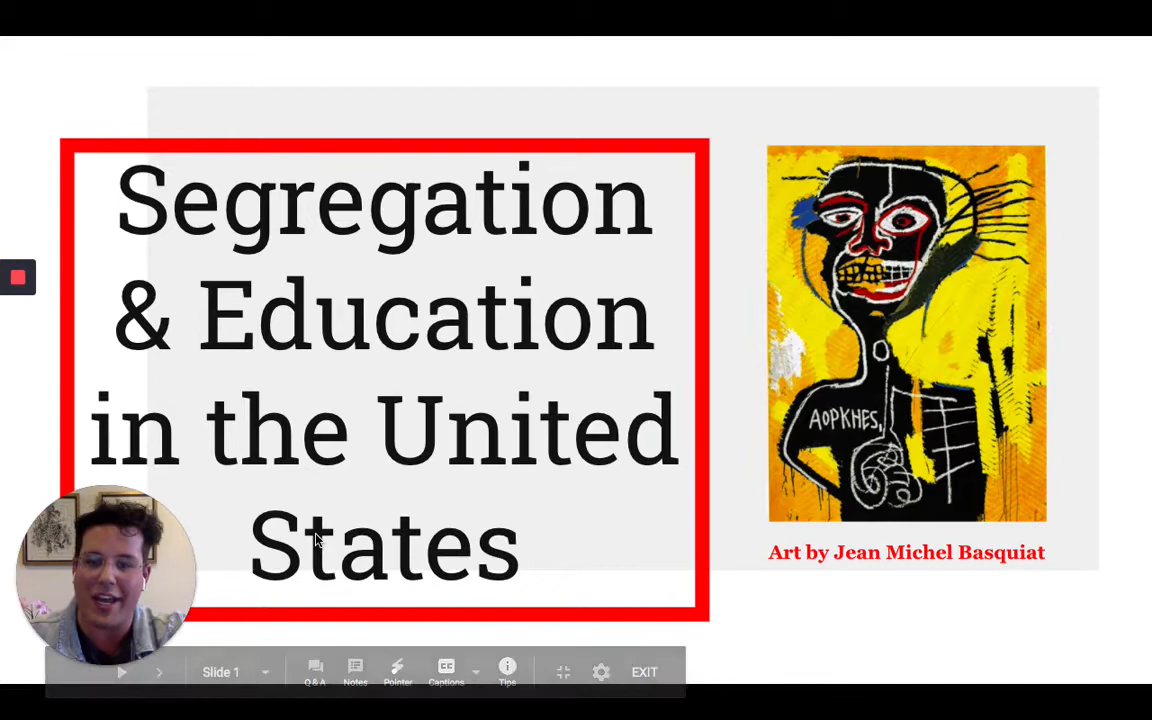 Segregation
& Education
in the United
States
AOPKHES,
Art by Jean Michel Basquiat
Slide 1
Q & A
Notes
Pointer
Captions
Tips
EXIT